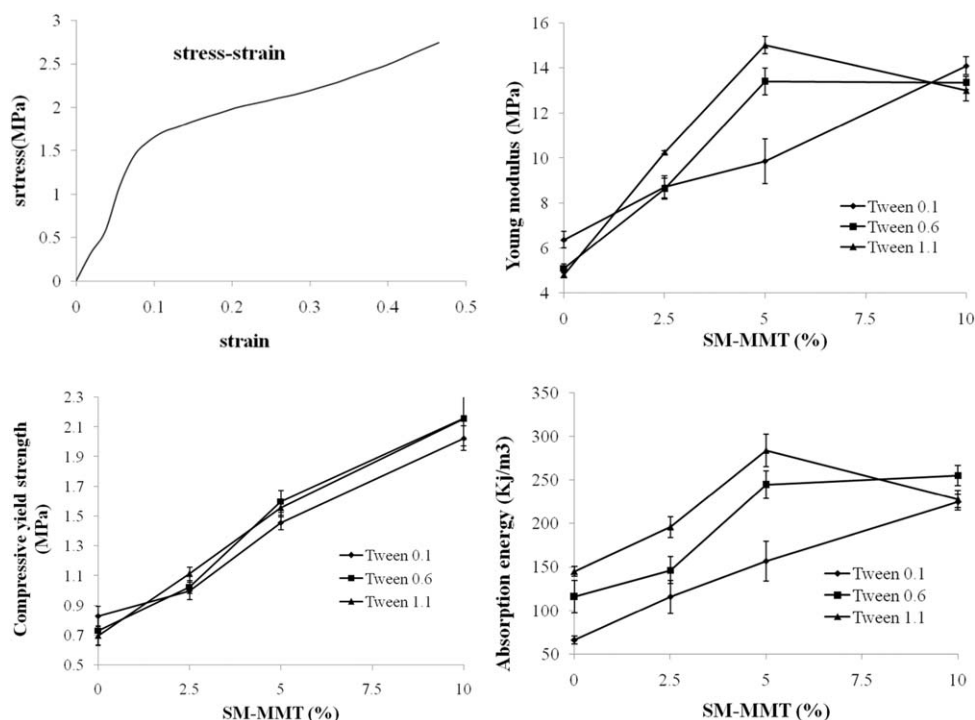 stress-strain
srtress(MPa)
3
2.5
2
1.5
1
0.5
0
0
0.1
0.2
0.3
0.4
0.5
strain
Young modulus (MPa)
16
14
12
10
8
6
4
Tween 0.1
Tween 0.6
Tween 1.1
0
2.5
5
7.5
10
SM-MMT (%)
Compressive yield strength
(MPa)
2.3
2.1
1.9
1.7
1.5
1.3
1.1
0.9
0.7
0.5
Tween 0.1
Tween 0.6
Tween 1.1
0
2.5
5
7.5
10
SM-MMT (%)
Absorption energy (Kj/m3)
350
300
250
200
150
100
50
Tween 0.1
Tween 0.6
Tween 1.1
0
2.5
5
7.5
10
SM-MMT (%)